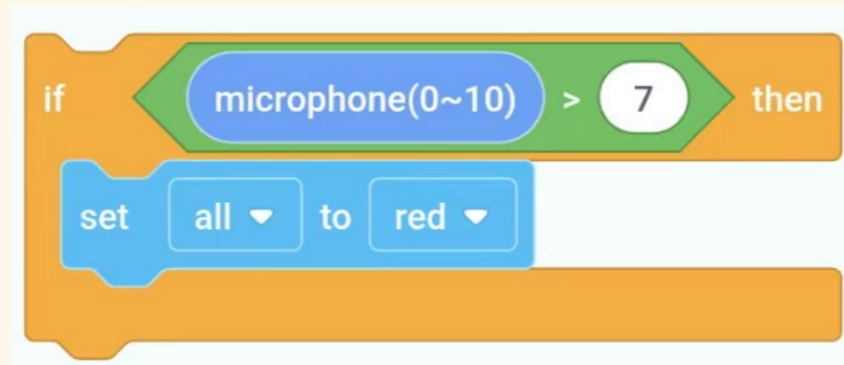 if microphone(0~10) > 7 then
set all to red